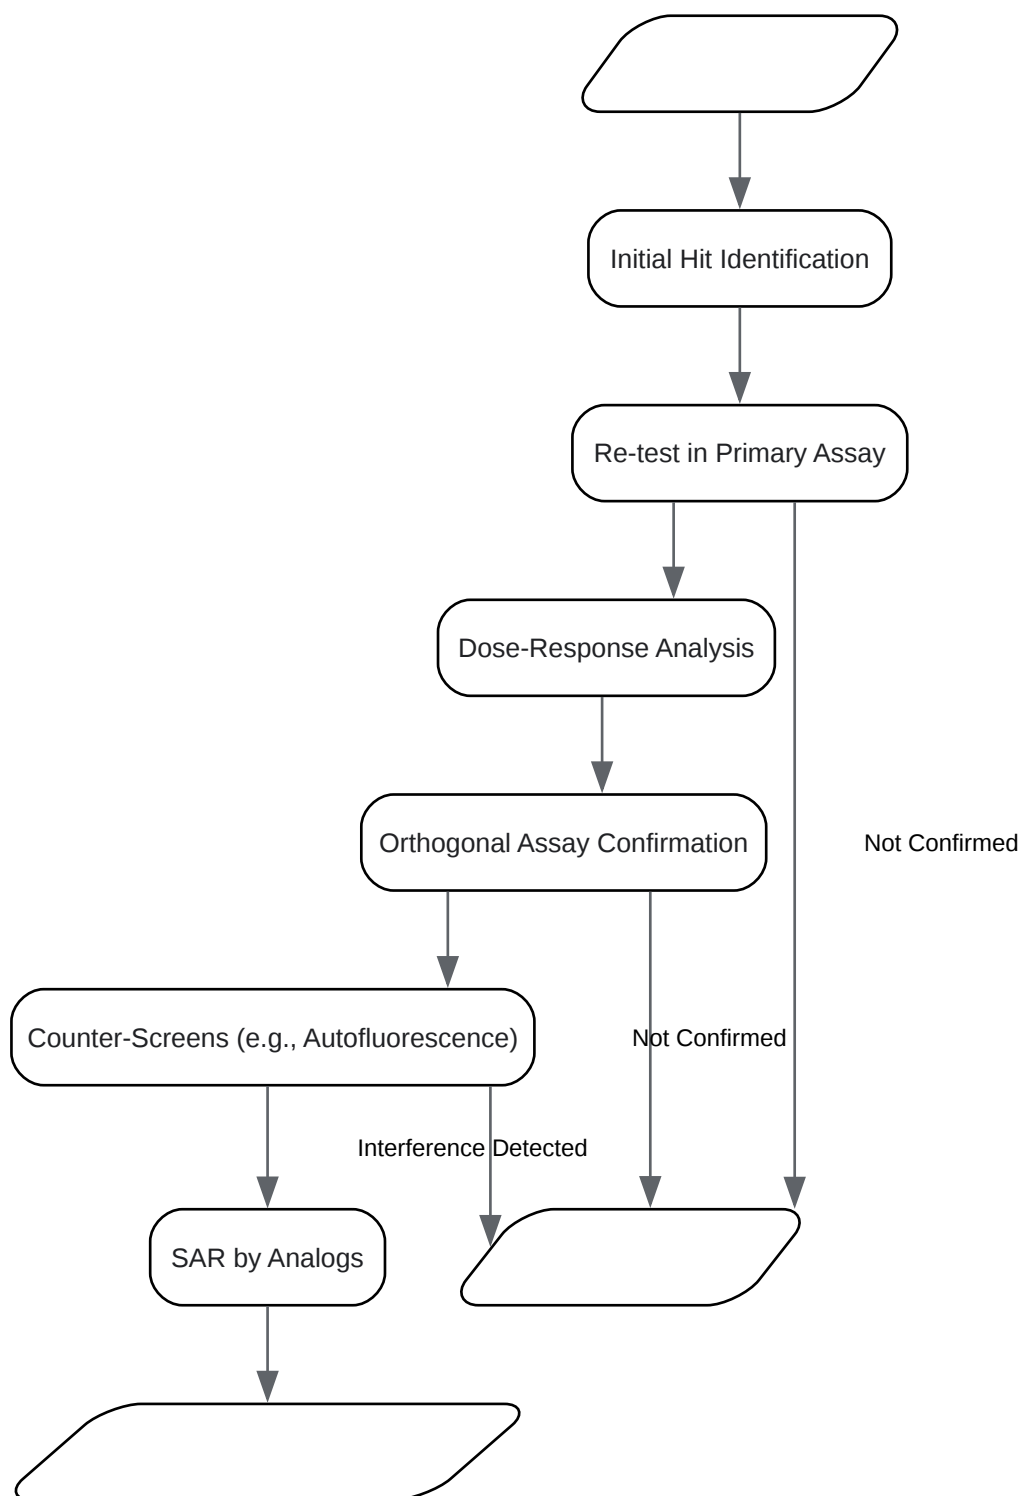 Initial Hit Identification
Re-test in Primary Assay
Dose-Response Analysis
Orthogonal Assay Confirmation
Not Confirmed
Counter-Screens (e.g., Autofluorescence)
Not Confirmed
Interference Detected
SAR by Analogs